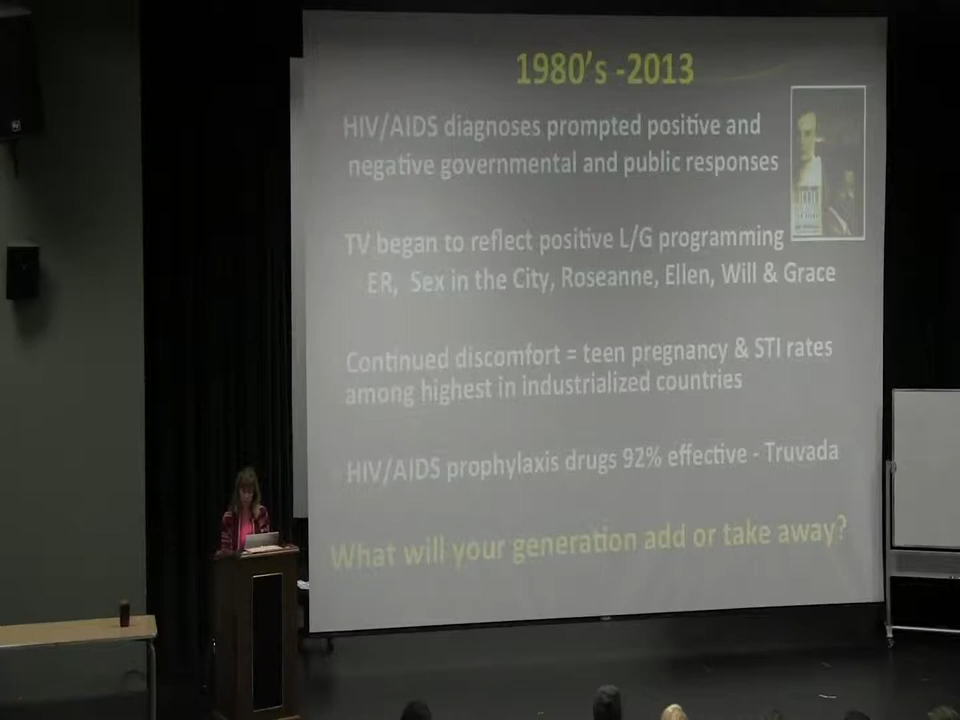 1980's -2013
HIV/AIDS diagnoses prompted positive and
negative governmental and public responses
TV began to reflect positive L/G programming
ER, Sex in the City, Roseanne, Ellen, Will & Grace
Continued discomfort = teen pregnancy & STI rates
among highest in industrialized countries
HIV/AIDS prophylaxis drugs 92% effective - Truvada
What will your generation add or take away?